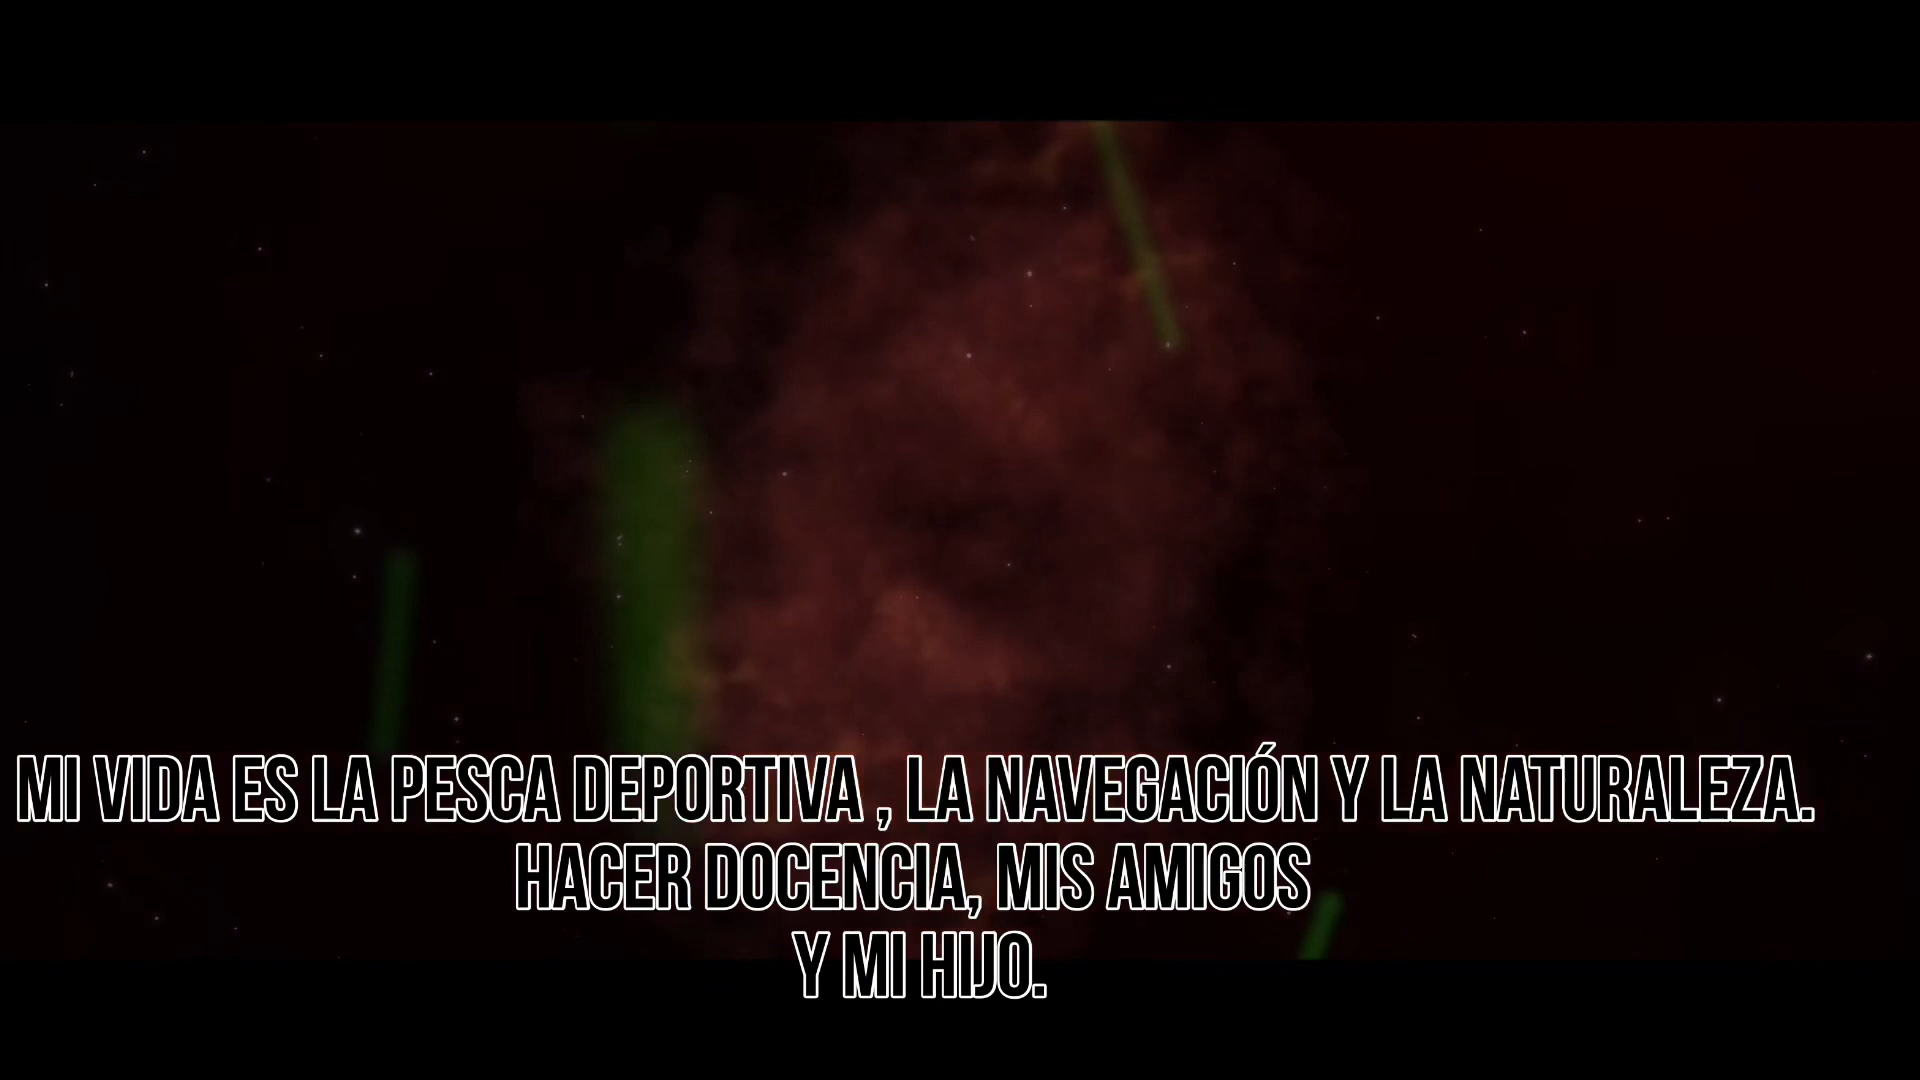 MI VIDA ES LA PESCA DEPORTIVA , LA NAVEGACIÓN Y LA NATURALEZA.
HACER DOCENCIA, MIS AMIGOS
Y MI HIJO.